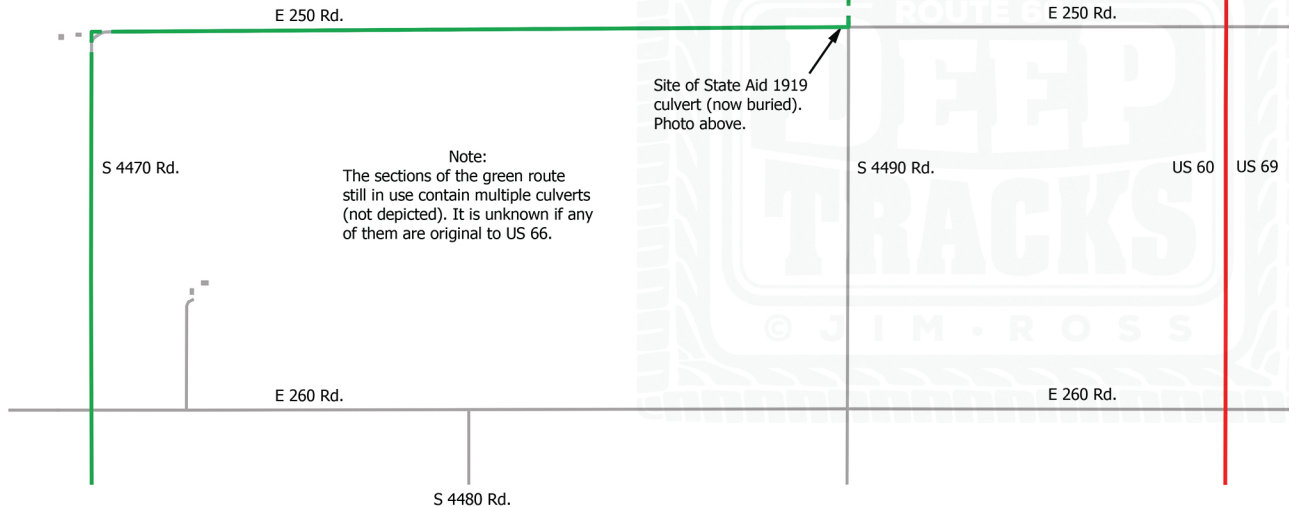 ROUTE 6
E 250 Rd.
E 250 Rd.
DEEP
TRACKS
© JIM • ROSS
Site of State Aid 1919
culvert (now buried).
Photo above.
Note:
The sections of the green route
still in use contain multiple culverts
(not depicted). It is unknown if any
of them are original to US 66.
S 4470 Rd.
S 4490 Rd.
US 60
US 69
E 260 Rd.
E 260 Rd.
S 4480 Rd.